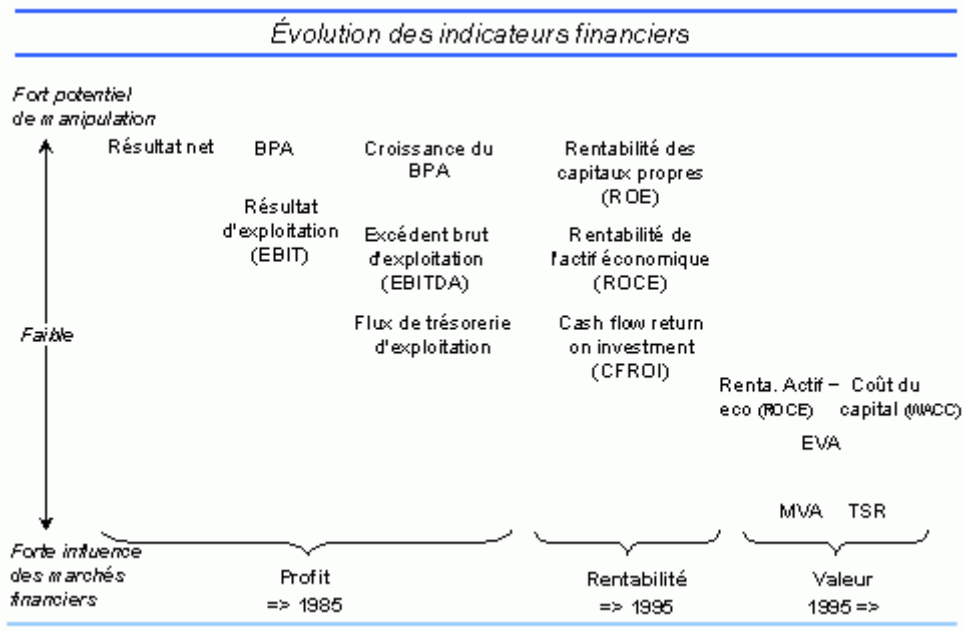 Évolution des indicateurs financiers
Fort potentiel
de manipulation
Résultat net
BPA
Croissance du
BPA
Rentabilité des
capitaux propres
(ROE)
Résultat
d'exploitation
(EBIT)
Excédent brut
d'exploitation
(EBITDA)
Rentabilité de
l'actif économique
(ROCE)
Faible
Flux de trésorerie
d'exploitation
Cash flow return
on investment
(CFROI)
Renta. Actif – Coût du
eco (ROCE) capital (WACC)
EVA
MVA TSR
Forte influence
des marchés
financiers
Profit
=> 1985
Rentabilité
=> 1995
Valeur
1995 =>